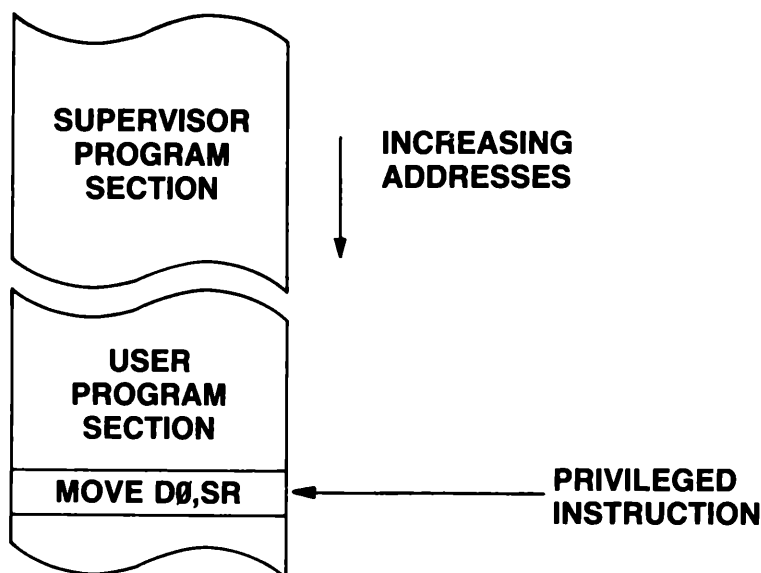 SUPERVISOR
PROGRAM
SECTION
INCREASING
ADDRESSES
USER
PROGRAM
SECTION
MOVE DØ,SR
PRIVILEGED
INSTRUCTION